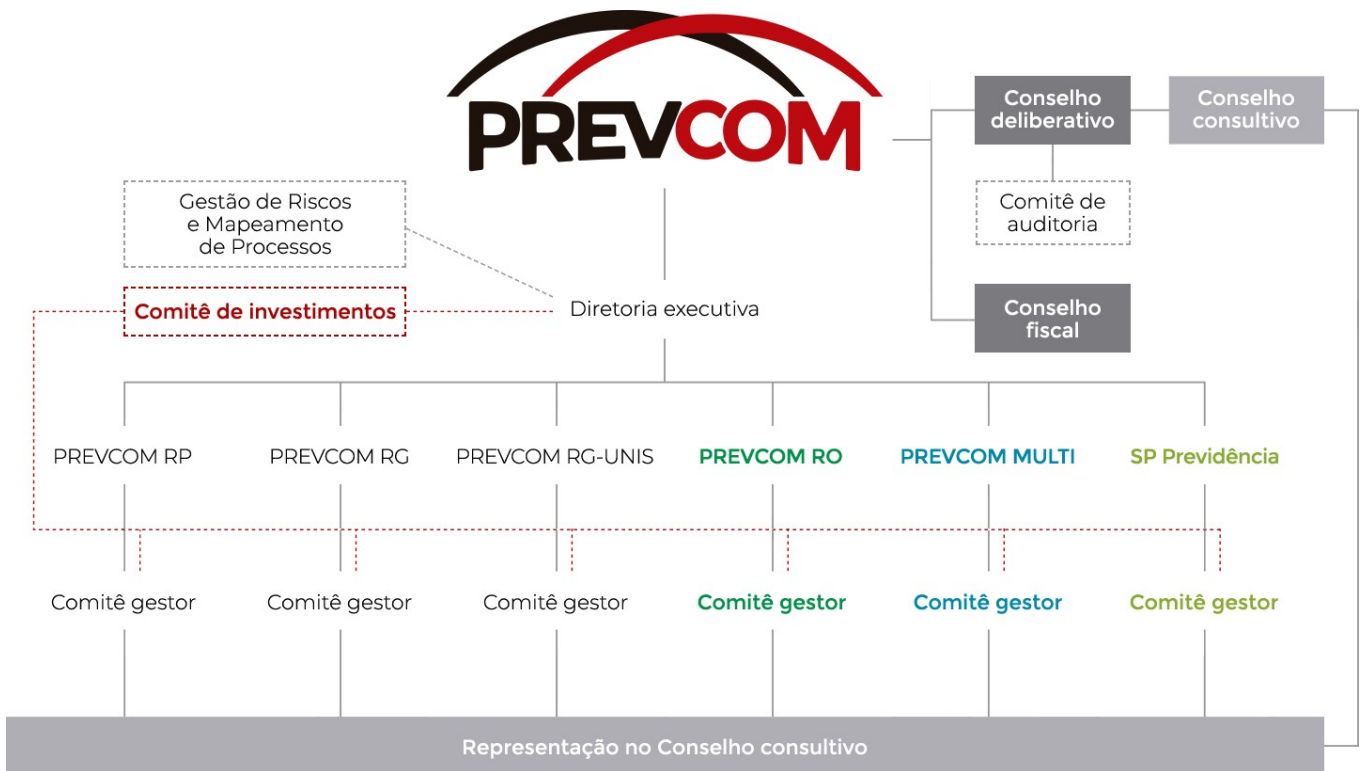 PREVCOM
Conselho
deliberativo
Conselho
consultivo
Comitê de
auditoria
Conselho
fiscal
Gestão de Riscos
e Mapeamento
de Processos
Comitê de investimentos
Diretoria executiva
PREVCOM RP
PREVCOM RG
PREVCOM RG-UNIS
PREVCOM RO
PREVCOM MULTI
SP Previdência
Comitê gestor
Comitê gestor
Comitê gestor
Comitê gestor
Comitê gestor
Comitê gestor
Representação no Conselho consultivo